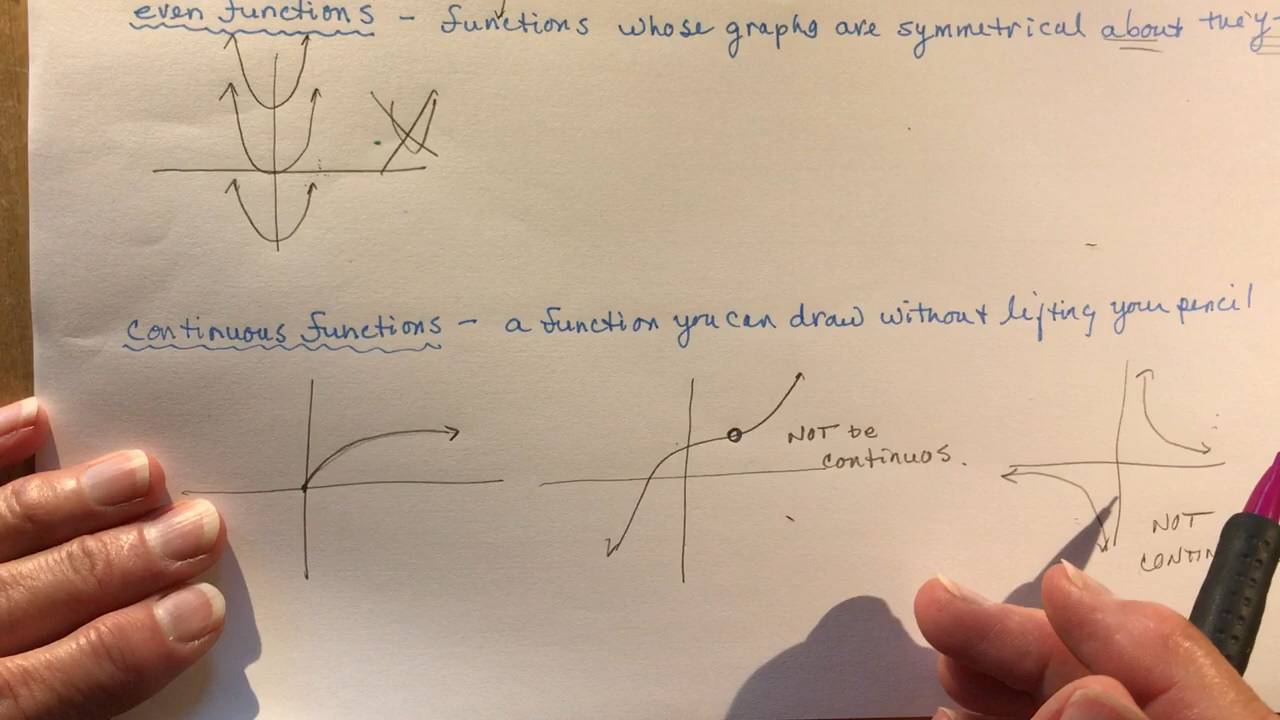 even functions – functions whose graphs are symmetrical about the y-
continuous functions – a function you can draw without lifting your pencil
NOT be
continuos.
NOT
CONTIN